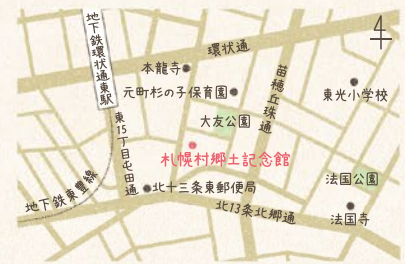 地下鉄環状通東駅
環状通
本龍寺
元町杉の子保育園
苗穂丘珠通
東光小学校
大友公園
東15丁目屯田通
札幌村郷土記念館
北十三条東郵便局
法国公園
地下鉄東豊線
北13条北郷通
法国寺
4